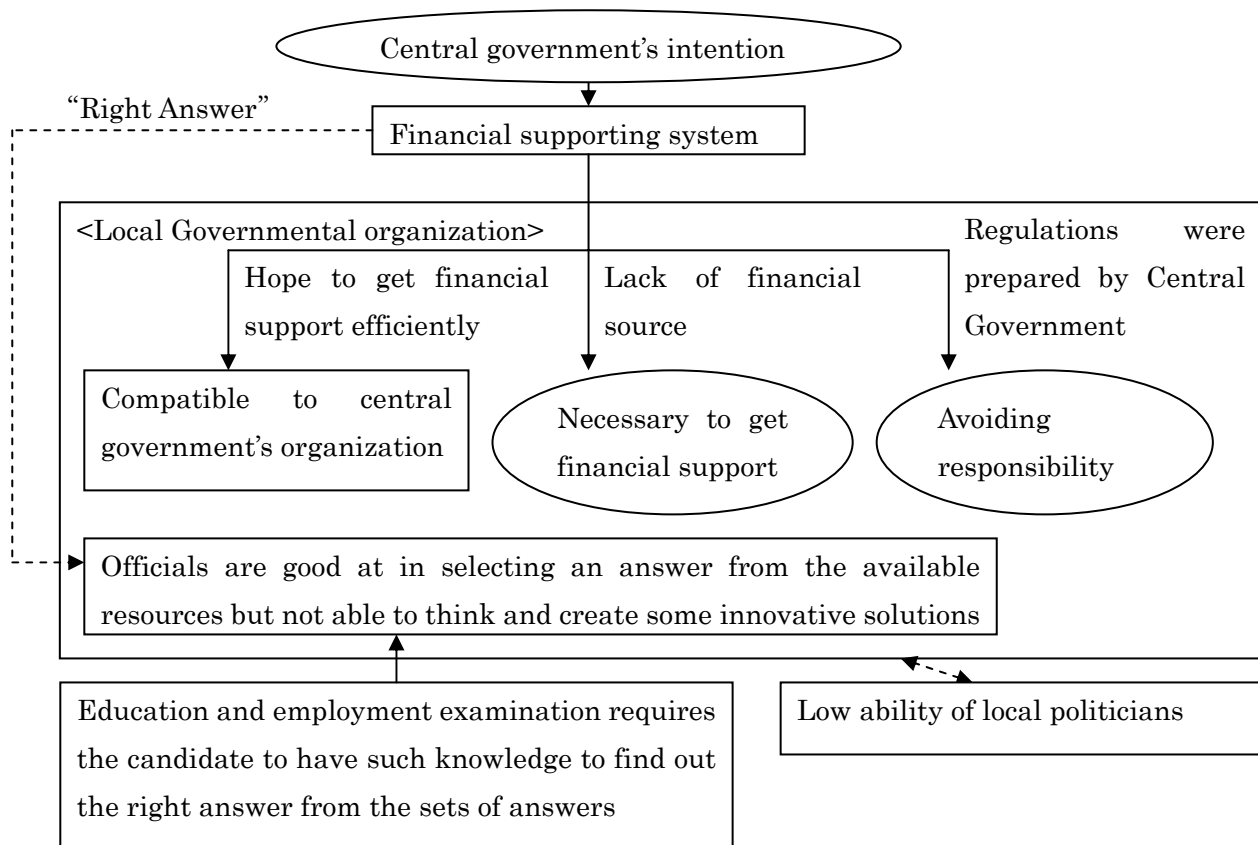 Central government’s intention
“Right Answer”
Financial supporting system
<Local Governmental organization>
Regulations were
prepared by Central
Government
Hope to get financial
support efficiently
Lack of financial
source
Compatible to central
government’s organization
Necessary to get
financial support
Avoiding
responsibility
Officials are good at in selecting an answer from the available
resources but not able to think and create some innovative solutions
Education and employment examination requires
the candidate to have such knowledge to find out
the right answer from the sets of answers
Low ability of local politicians